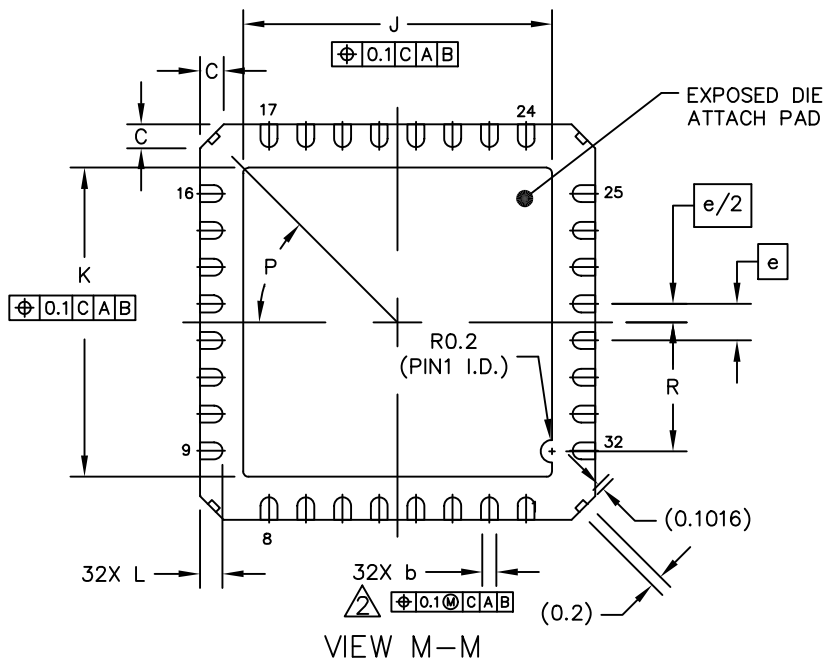 J
⌖ 0.1 C A B
C
17
24
EXPOSED DIE
ATTACH PAD
C
16
25
e/2
K
P
e
⌖ 0.1 C A B
R0.2
(PIN1 I.D.)
R
9
32
1
(0.1016)
8
32X L
32X b
2
⌖ 0.1 Ⓜ C A B
(0.2)
VIEW M-M